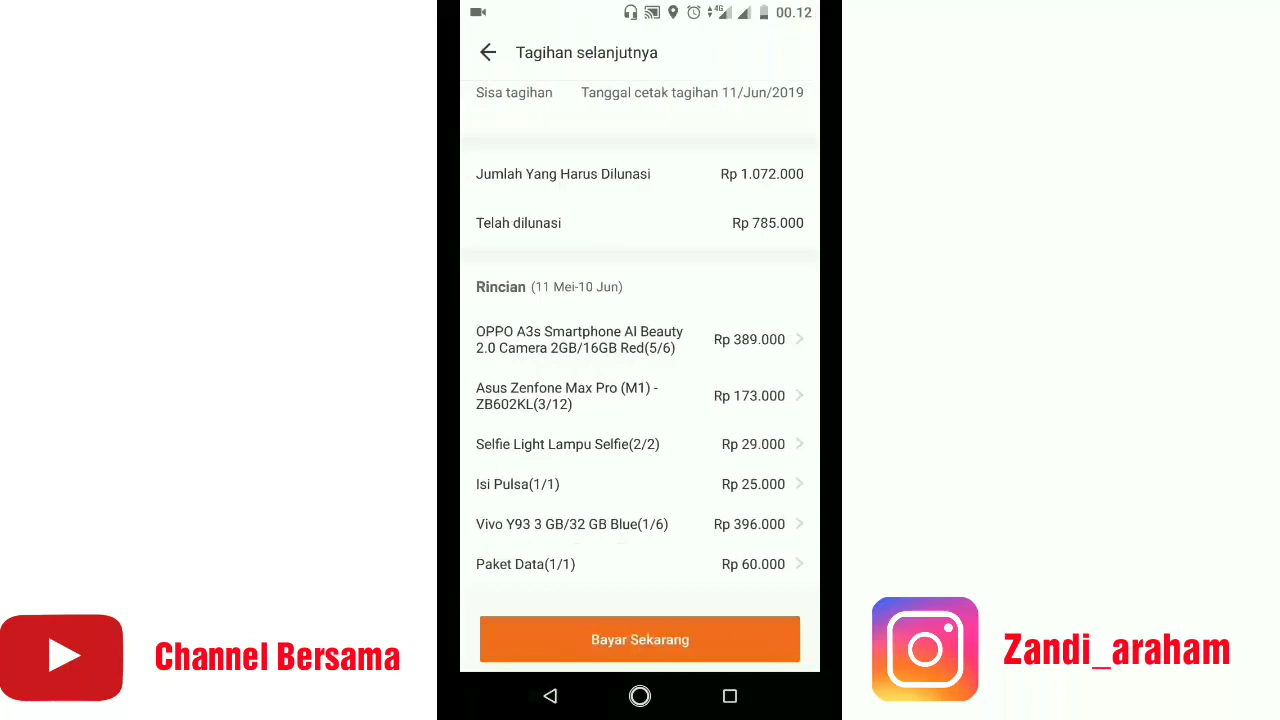 4G 00.12
Tagihan selanjutnya
Sisa tagihan Tanggal cetak tagihan 11/Jun/2019
Jumlah Yang Harus Dilunasi Rp 1.072.000
Telah dilunasi Rp 785.000
Rincian (11 Mei-10 Jun)
OPPO A3s Smartphone AI Beauty
2.0 Camera 2GB/16GB Red(5/6) Rp 389.000
Asus Zenfone Max Pro (M1) -
ZB602KL(3/12) Rp 173.000
Selfie Light Lampu Selfie(2/2) Rp 29.000
Isi Pulsa(1/1) Rp 25.000
Vivo Y93 3 GB/32 GB Blue(1/6) Rp 396.000
Paket Data(1/1) Rp 60.000
Bayar Sekarang
Channel Bersama
Zandi_araham